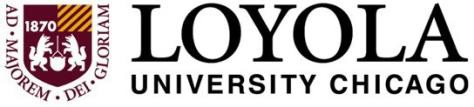 1870
AD · MAJOREM · DEI · GLORIAM
LOYOLA
UNIVERSITY CHICAGO